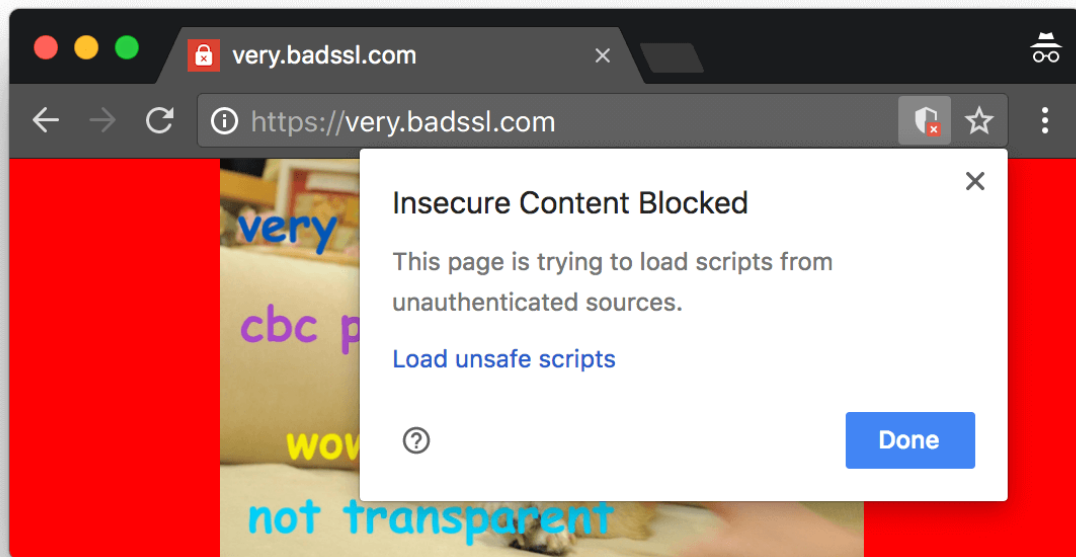 very.badssl.com
https://very.badssl.com
Insecure Content Blocked
This page is trying to load scripts from
unauthenticated sources.
Load unsafe scripts
Done
very
cbc p
wow
not transparent